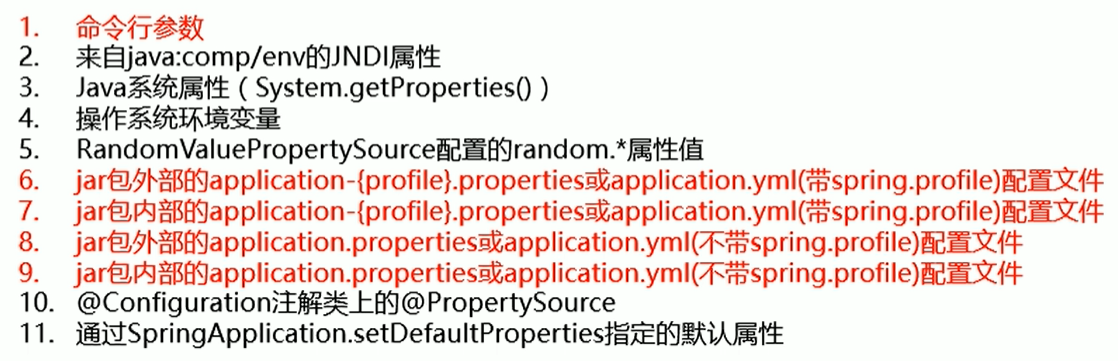 1. 命令行参数
2. 来自java:comp/env的JNDI属性
3. Java系统属性（System.getProperties()）
4. 操作系统环境变量
5. RandomValuePropertySource配置的random.*属性值
6. jar包外部的application-{profile}.properties或application.yml(带spring.profile)配置文件
7. jar包内部的application-{profile}.properties或application.yml(带spring.profile)配置文件
8. jar包外部的application.properties或application.yml(不带spring.profile)配置文件
9. jar包内部的application.properties或application.yml(不带spring.profile)配置文件
10. @Configuration注解类上的@PropertySource
11. 通过SpringApplication.setDefaultProperties指定的默认属性